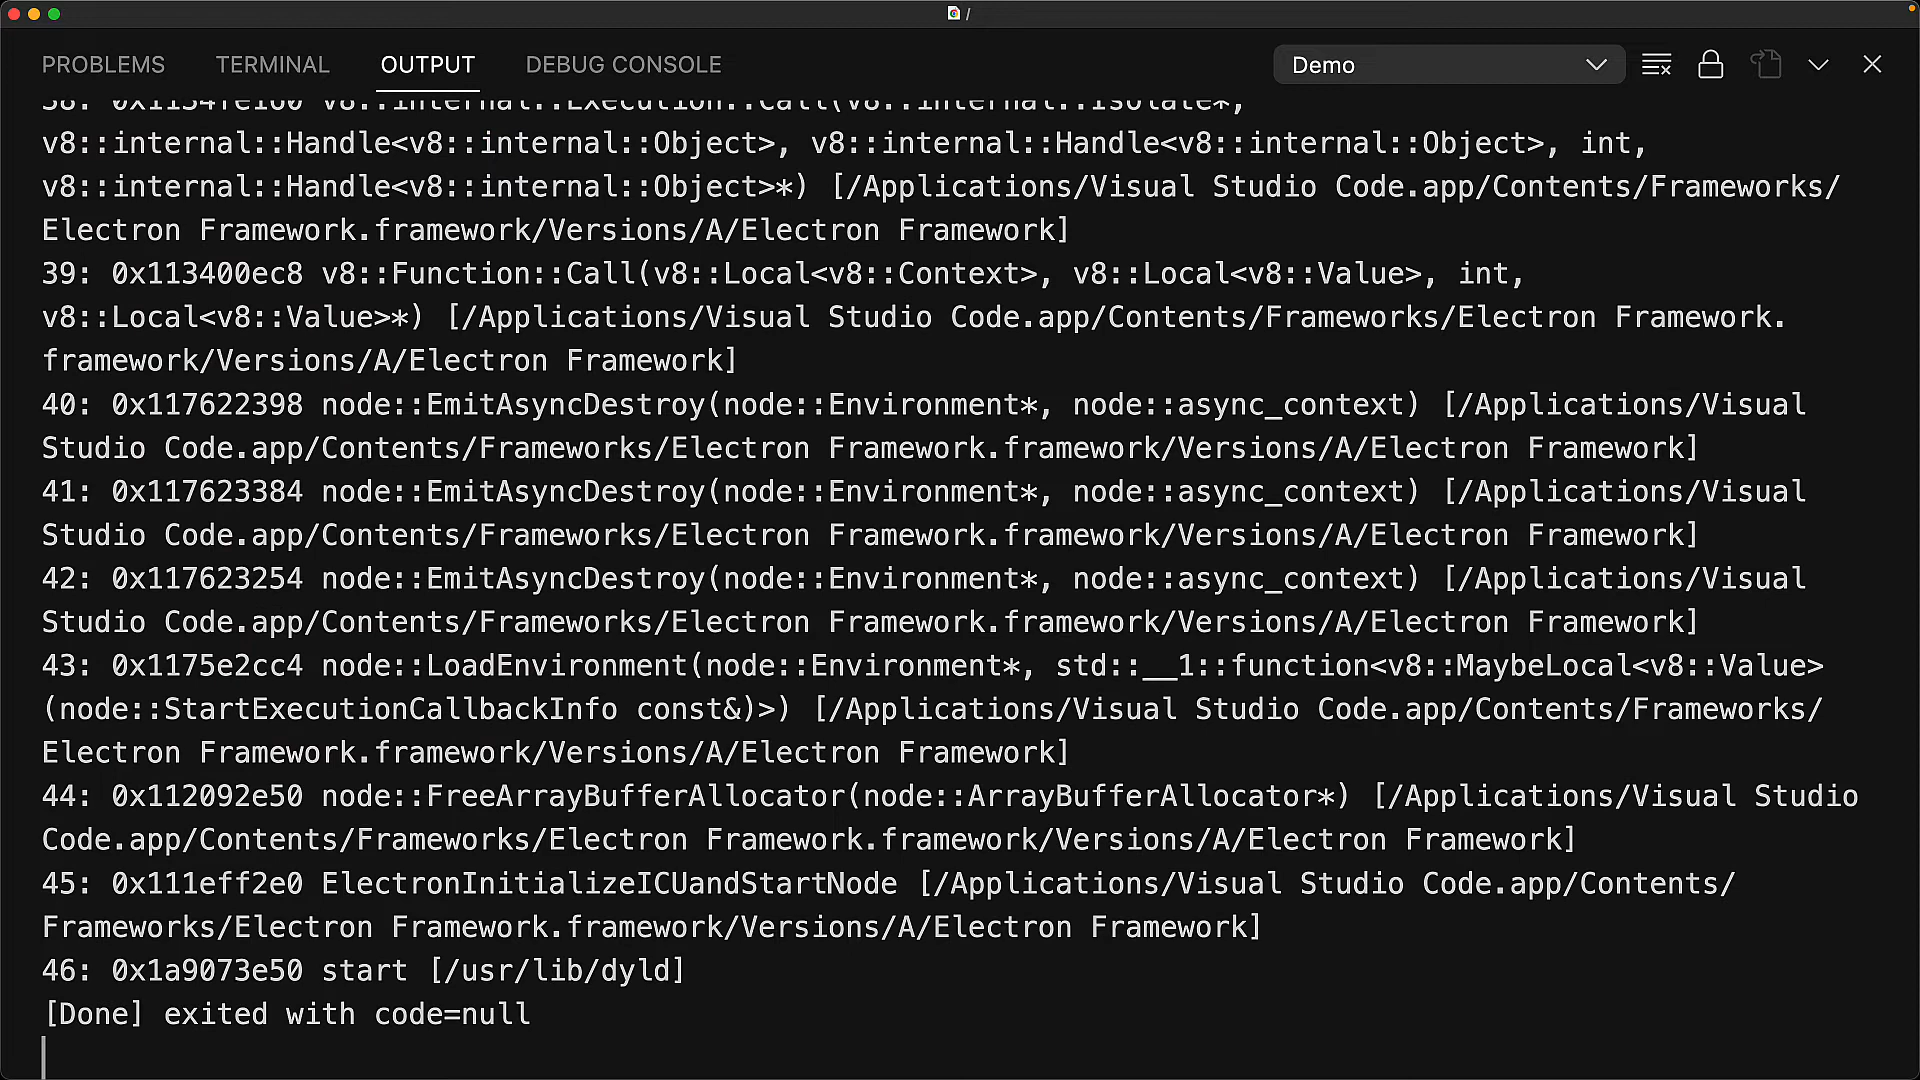 /
PROBLEMS TERMINAL OUTPUT DEBUG CONSOLE Demo
38: 0x1134fe160 v8::internal::Execution::Call(v8::internal::Isolate*,
v8::internal::Handle<v8::internal::Object>, v8::internal::Handle<v8::internal::Object>, int,
v8::internal::Handle<v8::internal::Object>*) [/Applications/Visual Studio Code.app/Contents/Frameworks/
Electron Framework.framework/Versions/A/Electron Framework]
39: 0x113400ec8 v8::Function::Call(v8::Local<v8::Context>, v8::Local<v8::Value>, int,
v8::Local<v8::Value>*) [/Applications/Visual Studio Code.app/Contents/Frameworks/Electron Framework.
framework/Versions/A/Electron Framework]
40: 0x117622398 node::EmitAsyncDestroy(node::Environment*, node::async_context) [/Applications/Visual
Studio Code.app/Contents/Frameworks/Electron Framework.framework/Versions/A/Electron Framework]
41: 0x117623384 node::EmitAsyncDestroy(node::Environment*, node::async_context) [/Applications/Visual
Studio Code.app/Contents/Frameworks/Electron Framework.framework/Versions/A/Electron Framework]
42: 0x117623254 node::EmitAsyncDestroy(node::Environment*, node::async_context) [/Applications/Visual
Studio Code.app/Contents/Frameworks/Electron Framework.framework/Versions/A/Electron Framework]
43: 0x1175e2cc4 node::LoadEnvironment(node::Environment*, std::__1::function<v8::MaybeLocal<v8::Value>
(node::StartExecutionCallbackInfo const&)>) [/Applications/Visual Studio Code.app/Contents/Frameworks/
Electron Framework.framework/Versions/A/Electron Framework]
44: 0x112092e50 node::FreeArrayBufferAllocator(node::ArrayBufferAllocator*) [/Applications/Visual Studio
Code.app/Contents/Frameworks/Electron Framework.framework/Versions/A/Electron Framework]
45: 0x111eff2e0 ElectronInitializeICUandStartNode [/Applications/Visual Studio Code.app/Contents/
Frameworks/Electron Framework.framework/Versions/A/Electron Framework]
46: 0x1a9073e50 start [/usr/lib/dyld]
[Done] exited with code=null